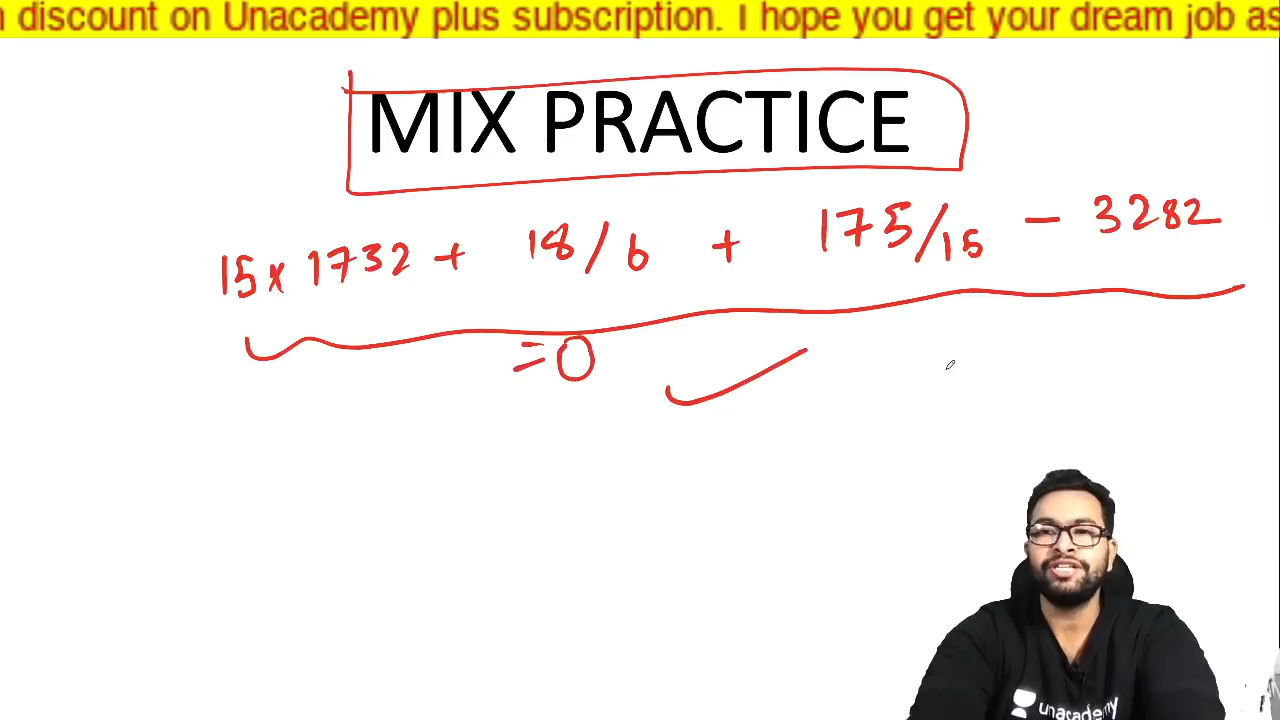 n discount on Unacademy plus subscription. I hope you get your dream job as
MIX PRACTICE
15 x 1732 + 18/6 + 175/15 - 3282
=0
unacademy